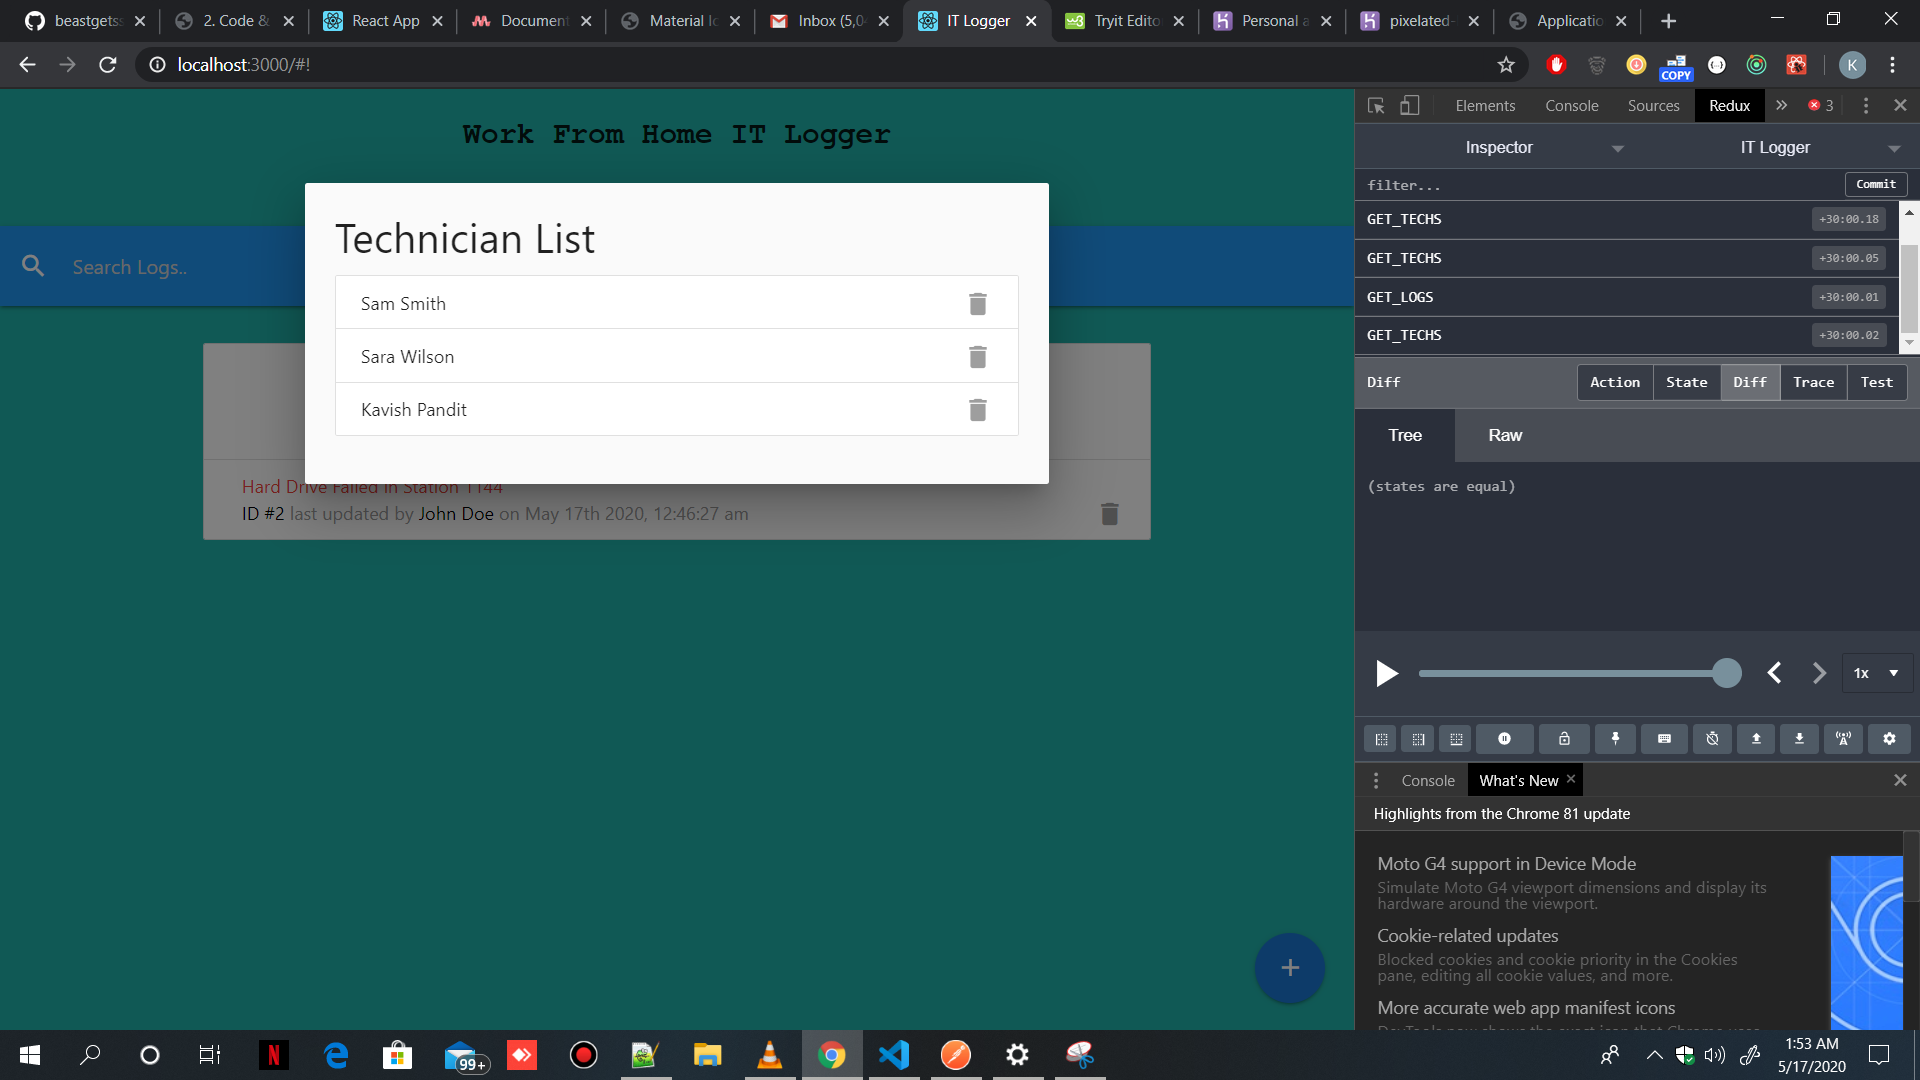 beastgetss
2. Code &
React App
Document
Material Ic
Inbox (5,0
IT Logger
Tryit Edito
Personal a
pixelated-
Applicatio
localhost:3000/#!
COPY
K
Work From Home IT Logger
Search Logs..
Technician List
Sam Smith
Sara Wilson
Kavish Pandit
Hard Drive Failed in Station 1144
ID #2 last updated by John Doe on May 17th 2020, 12:46:27 am
Elements
Console
Sources
Redux
3
Inspector
IT Logger
filter...
Commit
GET_TECHS +30:00.18
GET_TECHS +30:00.05
GET_LOGS +30:00.01
GET_TECHS +30:00.02
Diff
Action
State
Diff
Trace
Test
Tree
Raw
(states are equal)
1x
Console
What's New
Highlights from the Chrome 81 update
Moto G4 support in Device Mode
Simulate Moto G4 viewport dimensions and display its
hardware around the viewport.
Cookie-related updates
Blocked cookies and cookie priority in the Cookies
pane, editing all cookie values, and more.
More accurate web app manifest icons
99+
1:53 AM
5/17/2020